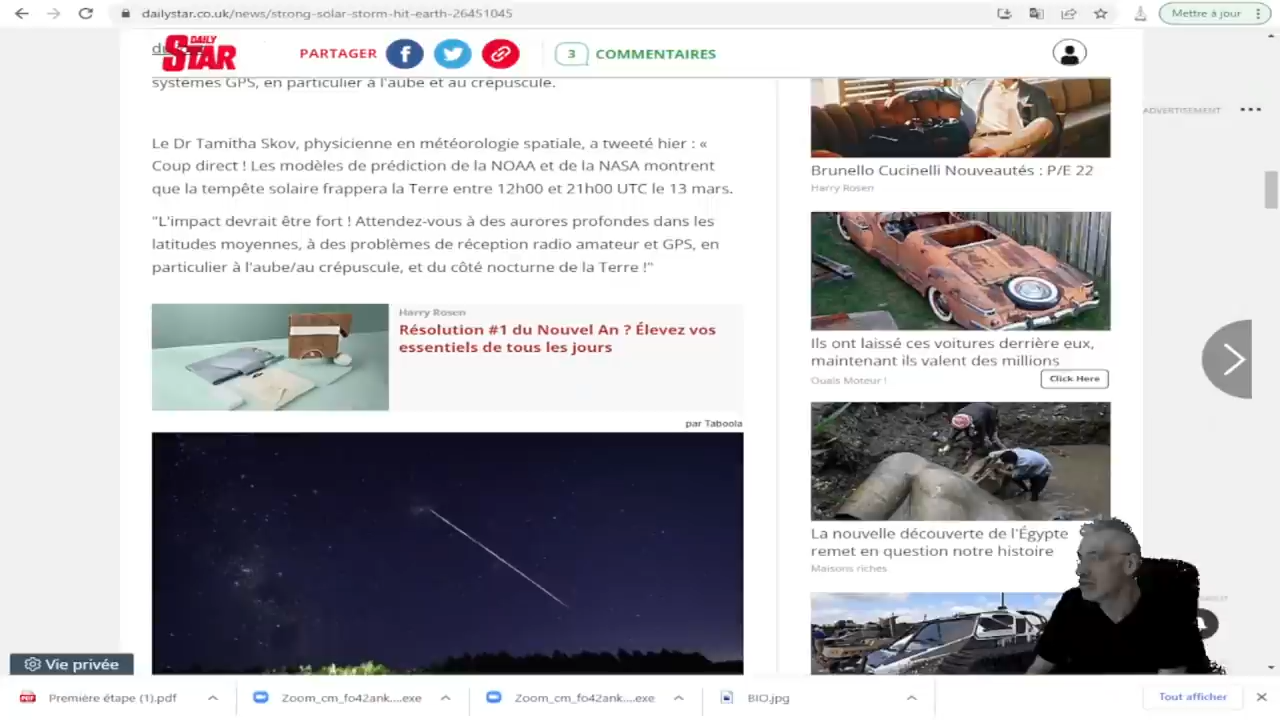 dailystar.co.uk/news/strong-solar-storm-hit-earth-26451045
Mettre à jour
DAILY STAR
PARTAGER
3 COMMENTAIRES
systèmes GPS, en particulier à l'aube et au crépuscule.
Le Dr Tamitha Skov, physicienne en météorologie spatiale, a tweeté hier : «
Coup direct ! Les modèles de prédiction de la NOAA et de la NASA montrent
que la tempête solaire frappera la Terre entre 12h00 et 21h00 UTC le 13 mars.
"L'impact devrait être fort ! Attendez-vous à des aurores profondes dans les
latitudes moyennes, à des problèmes de réception radio amateur et GPS, en
particulier à l'aube/au crépuscule, et du côté nocturne de la Terre !"
Harry Rosen
Résolution #1 du Nouvel An ? Élevez vos
essentiels de tous les jours
par Taboola
ADVERTISEMENT
Brunello Cucinelli Nouveautés : P/E 22
Harry Rosen
Ils ont laissé ces voitures derrière eux,
maintenant ils valent des millions
Ouais Moteur !
Click Here
La nouvelle découverte de l'Égypte
remet en question notre histoire
Maisons riches
Vie privée
Première étape (1).pdf
Zoom_cm_fo42ank....exe
Zoom_cm_fo42ank....exe
BIO.jpg
Tout afficher